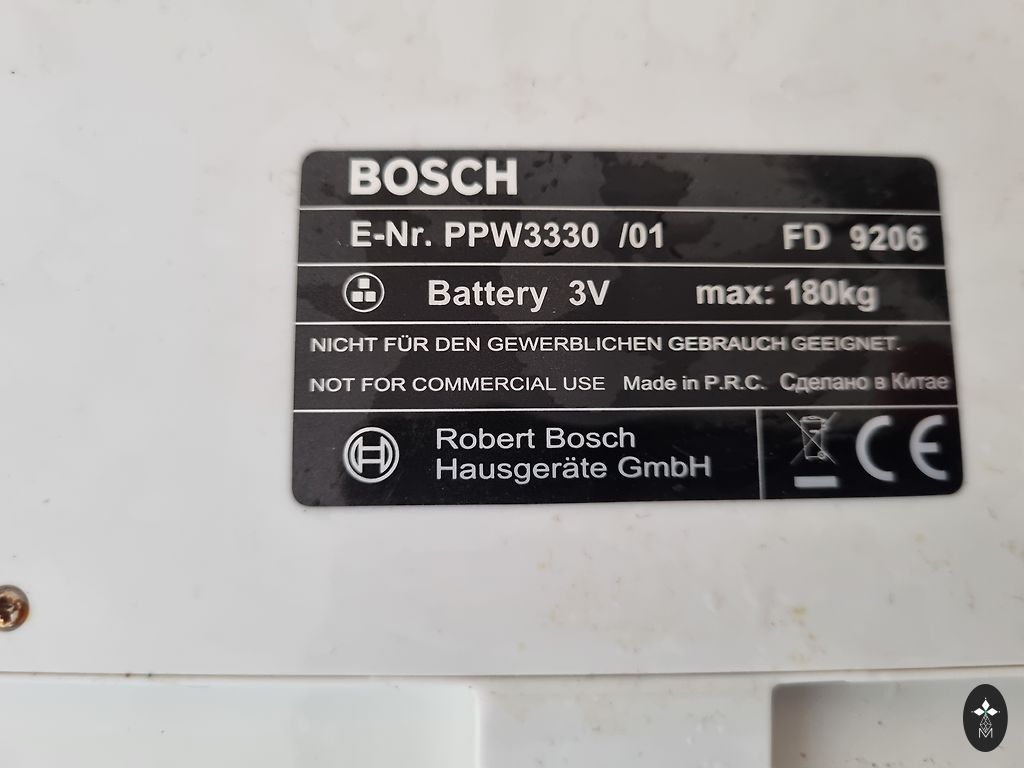 BOSCH
E-Nr. PPW3330 /01 FD 9206
Battery 3V max: 180kg
NICHT FÜR DEN GEWERBLICHEN GEBRAUCH GEEIGNET.
NOT FOR COMMERCIAL USE Made in P.R.C. Сделано в Китае
Robert Bosch
Hausgeräte GmbH
CE
M